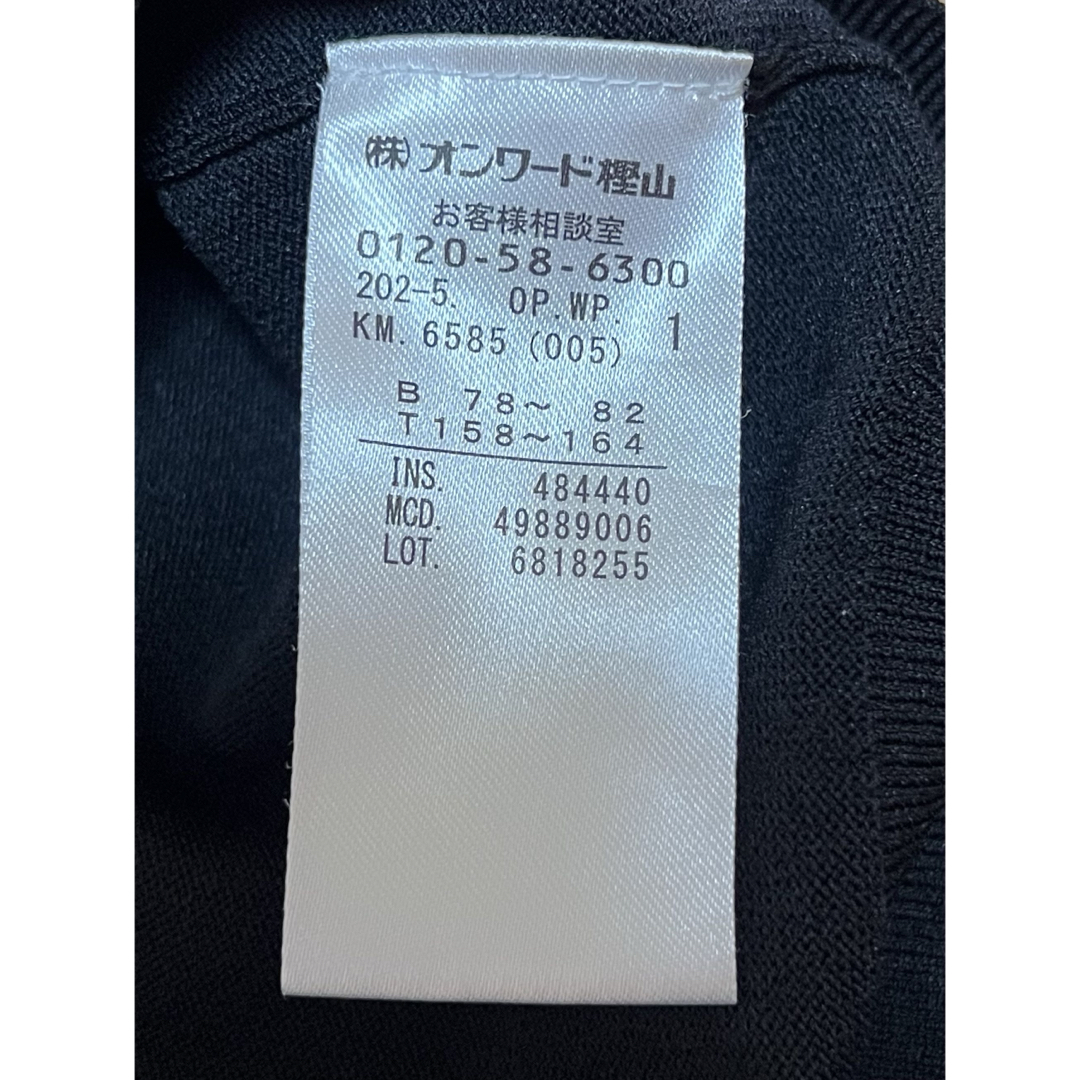 (株)オンワード樫山
お客様相談室
0120-58-6300
202-5. OP.WP. 1
KM. 6585 (005)
B 78～ 82
T158～164
INS. 484440
MCD. 49889006
LOT. 6818255